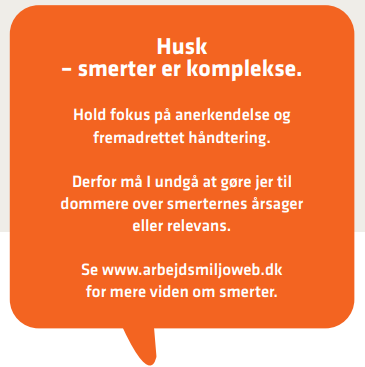 Husk
– smerter er komplekse.
Hold fokus på anerkendelse og
fremadrettet håndtering.
Derfor må I undgå at gøre jer til
dommere over smerternes årsager
eller relevans.
Se www.arbejdsmiljoweb.dk
for mere viden om smerter.